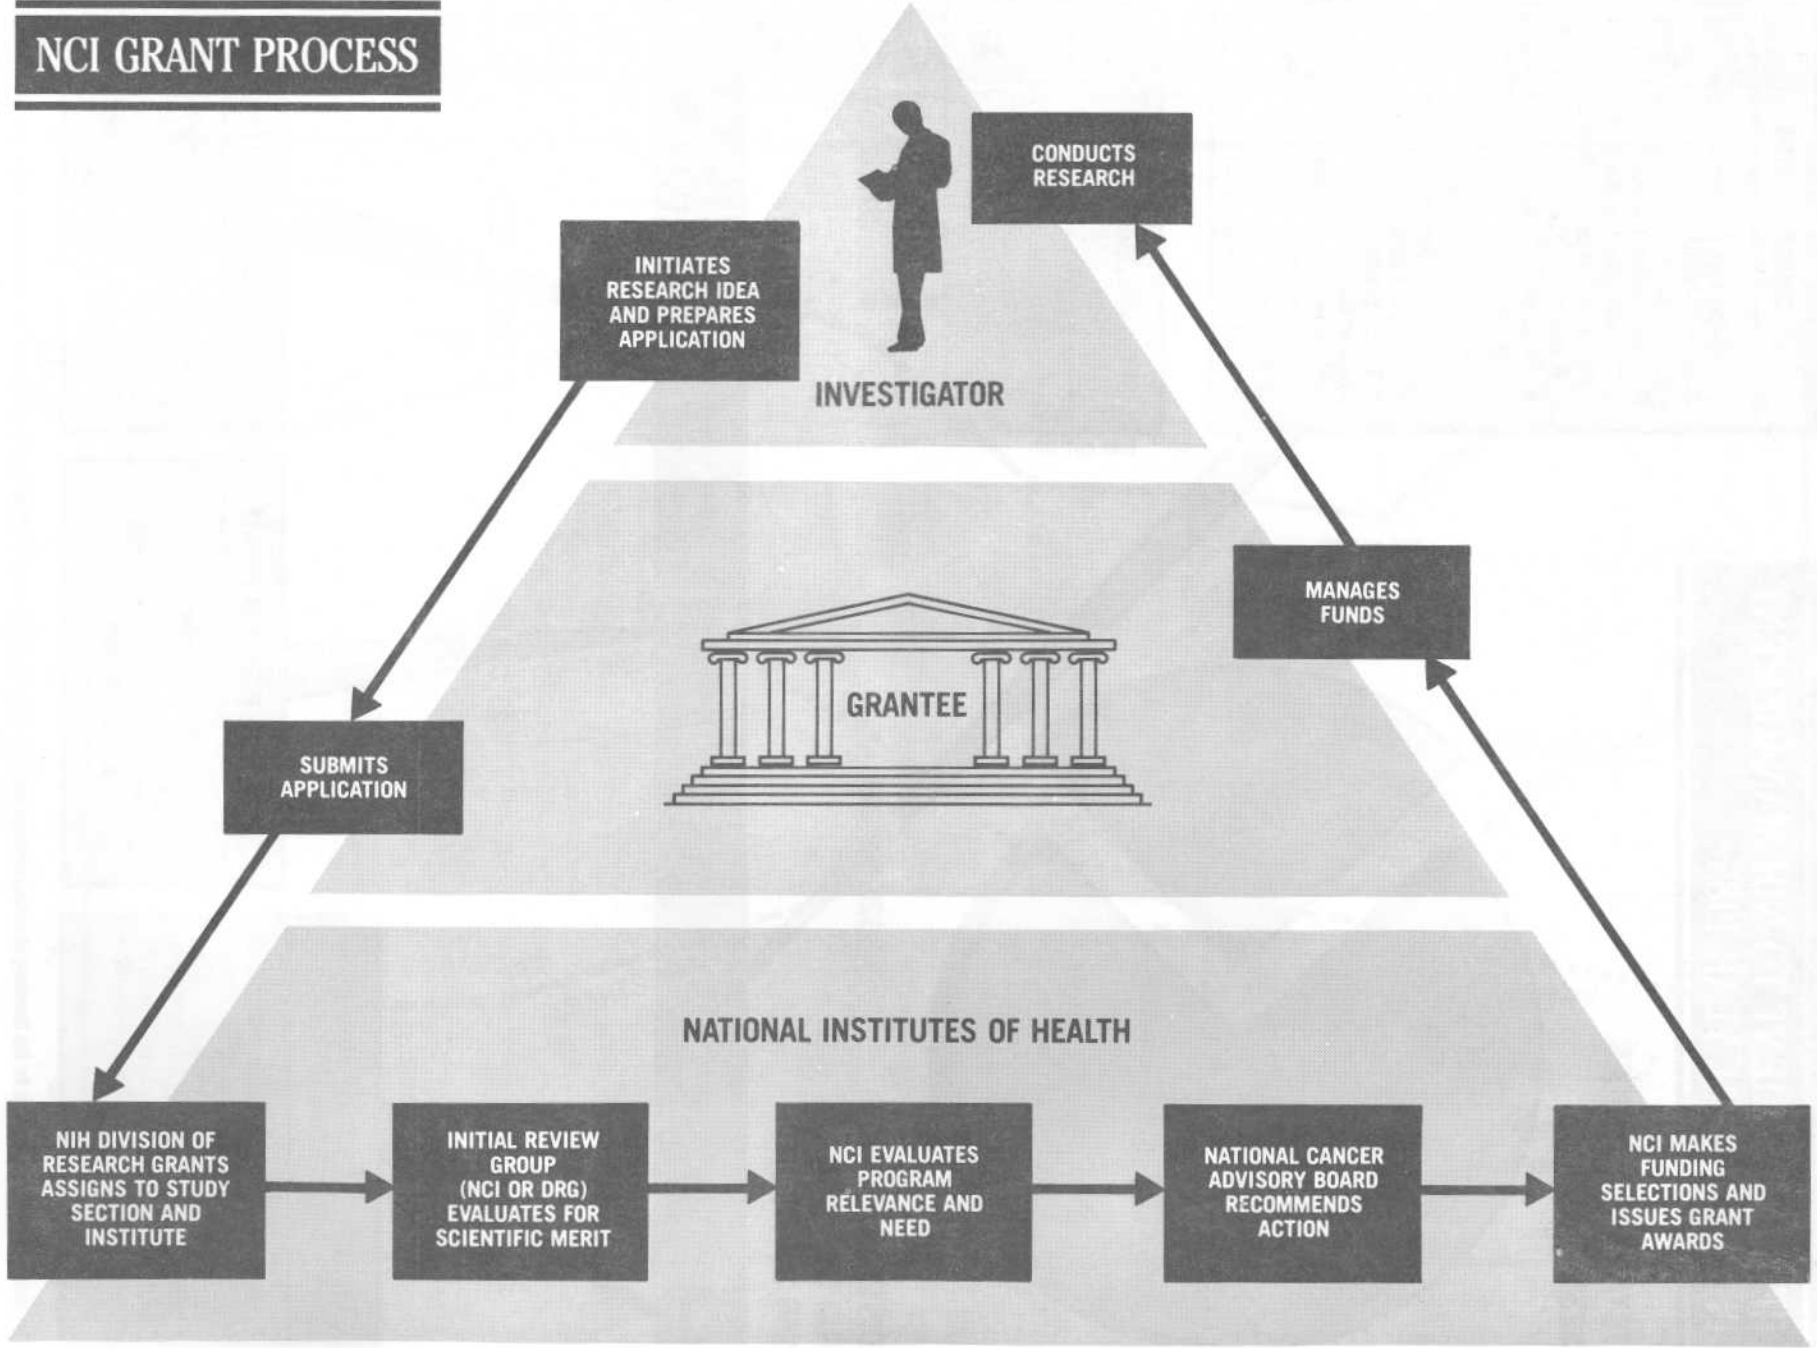 NCI GRANT PROCESS
CONDUCTS
RESEARCH
INITIATES
RESEARCH IDEA
AND PREPARES
APPLICATION
INVESTIGATOR
MANAGES
FUNDS
GRANTEE
SUBMITS
APPLICATION
NATIONAL INSTITUTES OF HEALTH
NIH DIVISION OF
RESEARCH GRANTS
ASSIGNS TO STUDY
SECTION AND
INSTITUTE
INITIAL REVIEW
GROUP
(NCI OR DRG)
EVALUATES FOR
SCIENTIFIC MERIT
NCI EVALUATES
PROGRAM
RELEVANCE AND
NEED
NATIONAL CANCER
ADVISORY BOARD
RECOMMENDS
ACTION
NCI MAKES
FUNDING
SELECTIONS AND
ISSUES GRANT
AWARDS